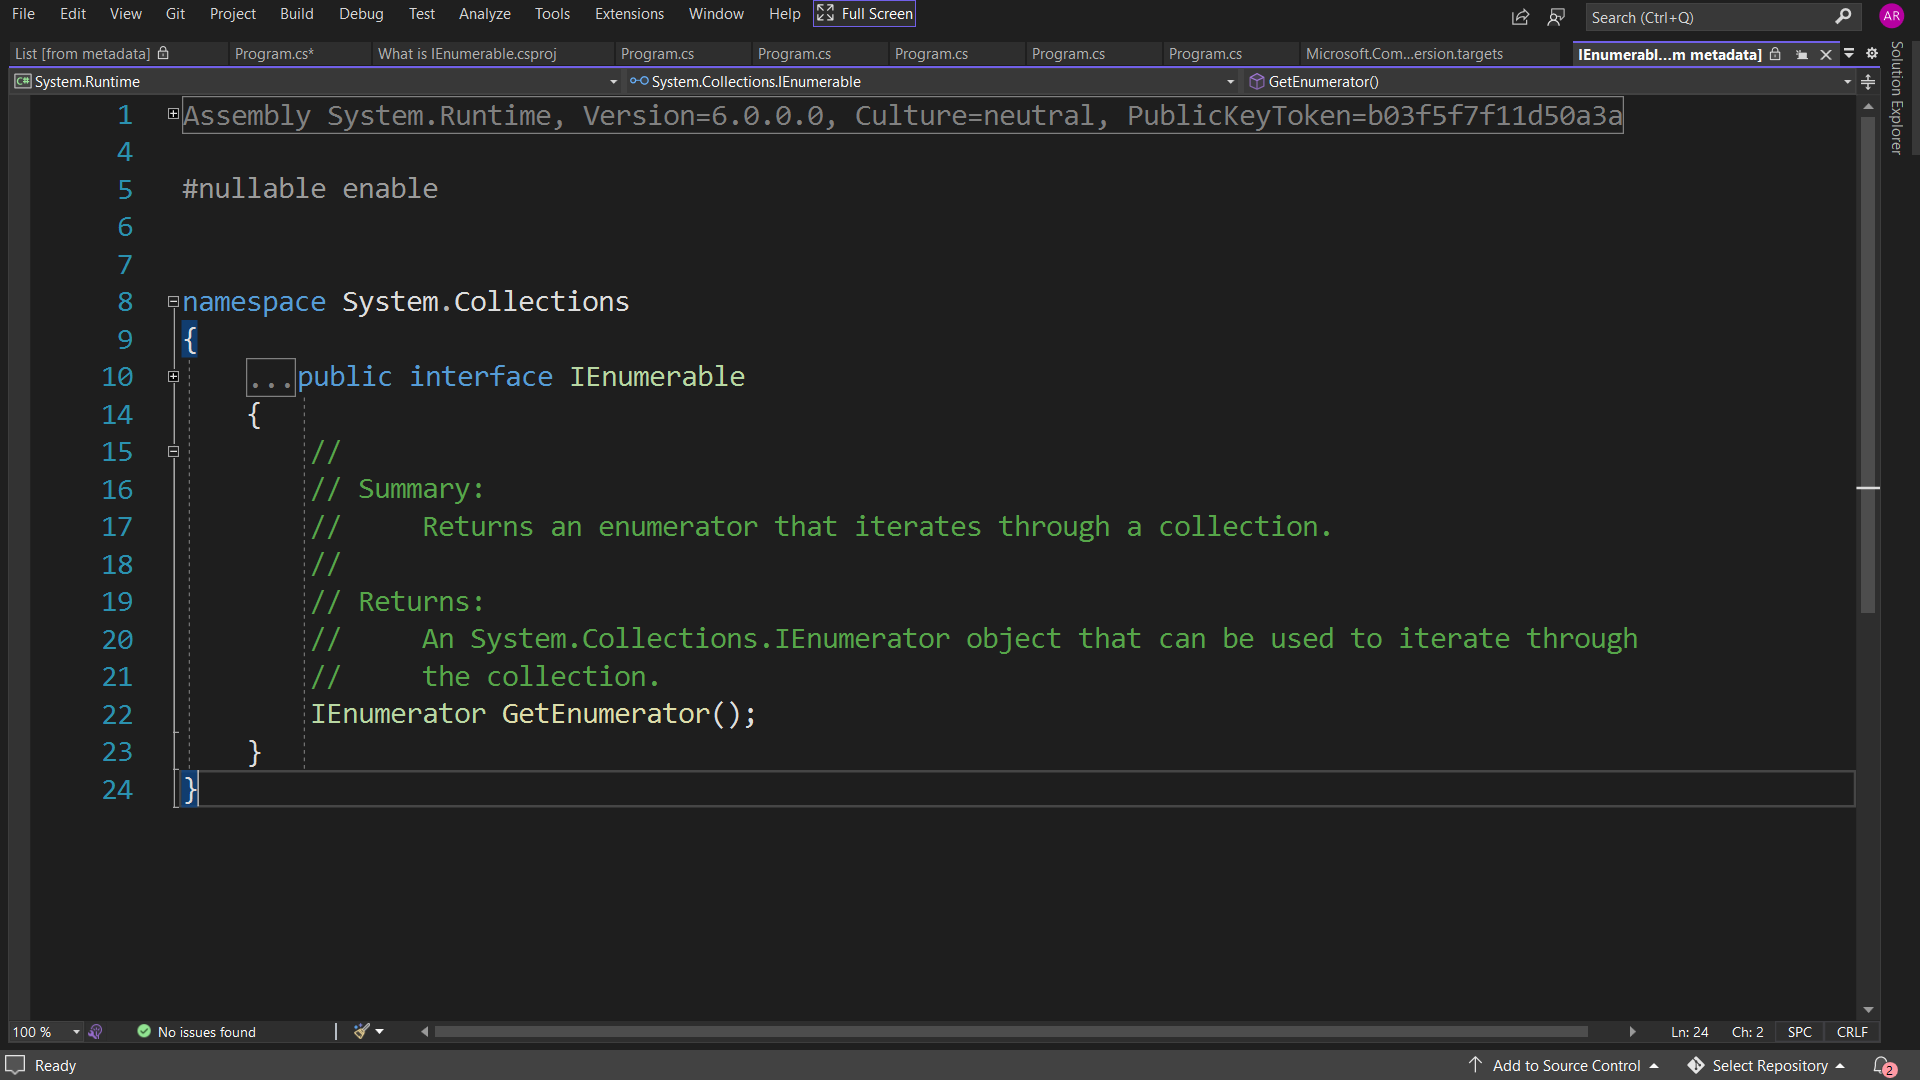 File Edit View Git Project Build Debug Test Analyze Tools Extensions Window Help Full Screen Search (Ctrl+Q) AR
List [from metadata] Program.cs* What is IEnumerable.csproj Program.cs Program.cs Program.cs Program.cs Program.cs Microsoft.Com...ersion.targets IEnumerabl...m metadata]
C# System.Runtime System.Collections.IEnumerable GetEnumerator()
Solution Explorer
1 Assembly System.Runtime, Version=6.0.0.0, Culture=neutral, PublicKeyToken=b03f5f7f11d50a3a
4
5 #nullable enable
6
7
8 namespace System.Collections
9 {
10 ...public interface IEnumerable
14 {
15 //
16 // Summary:
17 // Returns an enumerator that iterates through a collection.
18 //
19 // Returns:
20 // An System.Collections.IEnumerator object that can be used to iterate through
21 // the collection.
22 IEnumerator GetEnumerator();
23 }
24 }
100 % No issues found Ln: 24 Ch: 2 SPC CRLF
Ready Add to Source Control Select Repository 2